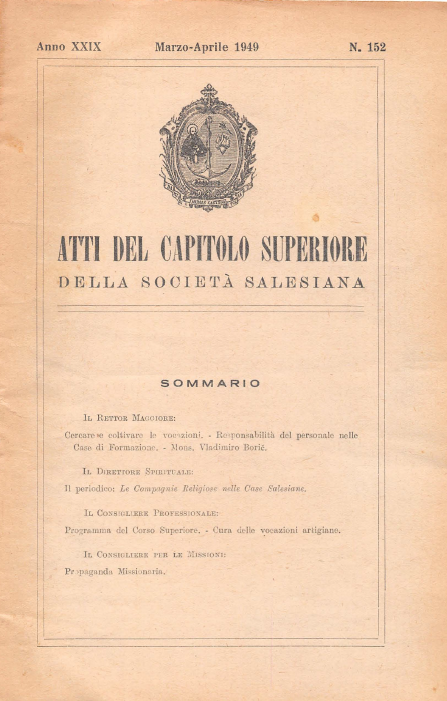 Anno XXIX Marzo-Aprile 1949 N. 152
ATTI DEL CAPITOLO SUPERIORE
DELLA SOCIETÀ SALESIANA
SOMMARIO
IL RETTOR MAGGIORE:
Cercare e coltivare le vocazioni. - Responsabilità del personale nelle
Case di Formazione. - Mons. Vladimiro Borić.
IL DIRETTORE SPIRITUALE:
Il periodico: Le Compagnie Religiose nelle Case Salesiane.
IL CONSIGLIERE PROFESSIONALE:
Programma del Corso Superiore. - Cura delle vocazioni artigiane.
IL CONSIGLIERE PER LE MISSIONI:
Propaganda Missionaria.